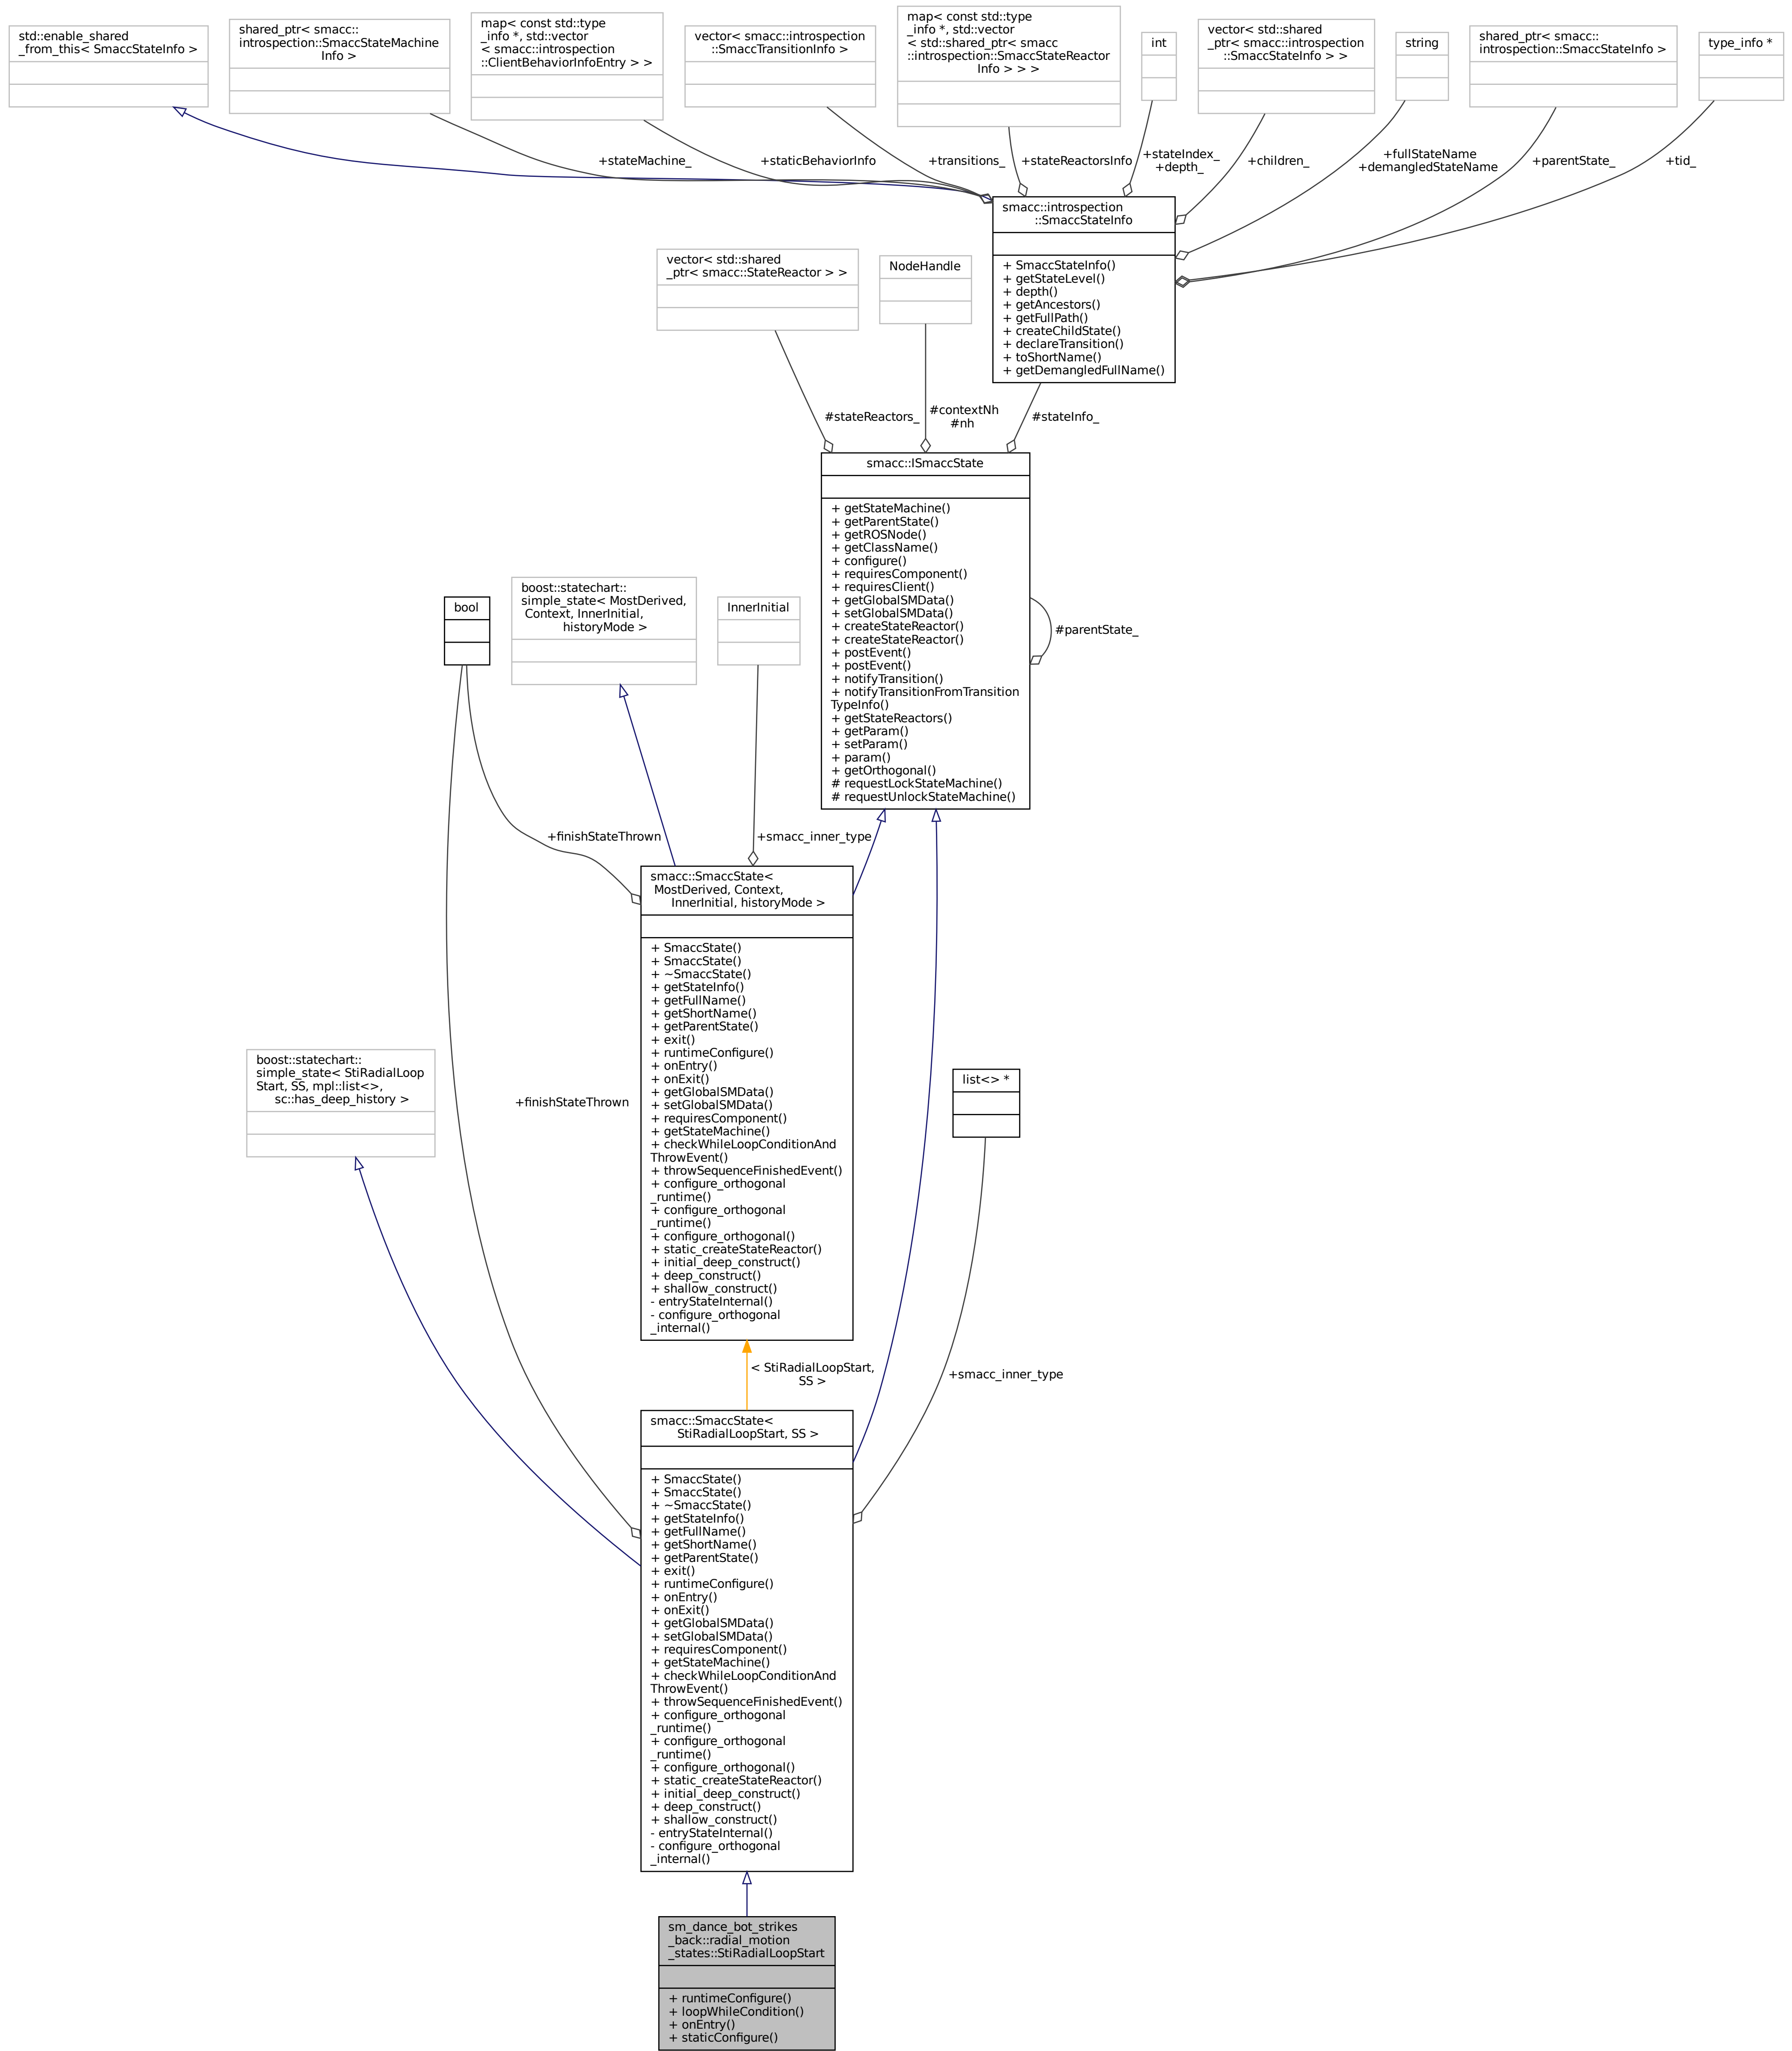 std::enable_shared
_from_this< SmaccStateInfo >
shared_ptr< smacc::
introspection::SmaccStateMachine
Info >
map< const std::type
_info *, std::vector
< smacc::introspection
::ClientBehaviorInfoEntry > >
vector< smacc::introspection
::SmaccTransitionInfo >
map< const std::type
_info *, std::vector
< std::shared_ptr< smacc
::introspection::SmaccStateReactor
Info > > >
int
vector< std::shared
_ptr< smacc::introspection
::SmaccStateInfo > >
string
shared_ptr< smacc::
introspection::SmaccStateInfo >
type_info *
+stateMachine_
+staticBehaviorInfo
+transitions_
+stateReactorsInfo
+stateIndex_
+depth_
+children_
+fullStateName
+demangledStateName
+parentState_
+tid_
smacc::introspection
::SmaccStateInfo
+ SmaccStateInfo()
+ getStateLevel()
+ depth()
+ getAncestors()
+ getFullPath()
+ createChildState()
+ declareTransition()
+ toShortName()
+ getDemangledFullName()
vector< std::shared
_ptr< smacc::StateReactor > >
NodeHandle
#stateReactors_
#contextNh
#nh
#stateInfo_
smacc::ISmaccState
+ getStateMachine()
+ getParentState()
+ getROSNode()
+ getClassName()
+ configure()
+ requiresComponent()
+ requiresClient()
+ getGlobalSMData()
+ setGlobalSMData()
+ createStateReactor()
+ createStateReactor()
+ postEvent()
+ postEvent()
+ notifyTransition()
+ notifyTransitionFromTransition
TypeInfo()
+ getStateReactors()
+ getParam()
+ setParam()
+ param()
+ getOrthogonal()
# requestLockStateMachine()
# requestUnlockStateMachine()
#parentState_
bool
boost::statechart::
simple_state< MostDerived,
Context, InnerInitial,
historyMode >
InnerInitial
+finishStateThrown
+smacc_inner_type
smacc::SmaccState<
MostDerived, Context,
InnerInitial, historyMode >
+ SmaccState()
+ SmaccState()
+ ~SmaccState()
+ getStateInfo()
+ getFullName()
+ getShortName()
+ getParentState()
+ exit()
+ runtimeConfigure()
+ onEntry()
+ onExit()
+ getGlobalSMData()
+ setGlobalSMData()
+ requiresComponent()
+ getStateMachine()
+ checkWhileLoopConditionAnd
ThrowEvent()
+ throwSequenceFinishedEvent()
+ configure_orthogonal
_runtime()
+ configure_orthogonal
_runtime()
+ configure_orthogonal()
+ static_createStateReactor()
+ initial_deep_construct()
+ deep_construct()
+ shallow_construct()
- entryStateInternal()
- configure_orthogonal
_internal()
boost::statechart::
simple_state< StiRadialLoop
Start, SS, mpl::list<>,
sc::has_deep_history >
+finishStateThrown
list<> *
< StiRadialLoopStart,
SS >
+smacc_inner_type
smacc::SmaccState<
StiRadialLoopStart, SS >
+ SmaccState()
+ SmaccState()
+ ~SmaccState()
+ getStateInfo()
+ getFullName()
+ getShortName()
+ getParentState()
+ exit()
+ runtimeConfigure()
+ onEntry()
+ onExit()
+ getGlobalSMData()
+ setGlobalSMData()
+ requiresComponent()
+ getStateMachine()
+ checkWhileLoopConditionAnd
ThrowEvent()
+ throwSequenceFinishedEvent()
+ configure_orthogonal
_runtime()
+ configure_orthogonal
_runtime()
+ configure_orthogonal()
+ static_createStateReactor()
+ initial_deep_construct()
+ deep_construct()
+ shallow_construct()
- entryStateInternal()
- configure_orthogonal
_internal()
sm_dance_bot_strikes
_back::radial_motion
_states::StiRadialLoopStart
+ runtimeConfigure()
+ loopWhileCondition()
+ onEntry()
+ staticConfigure()